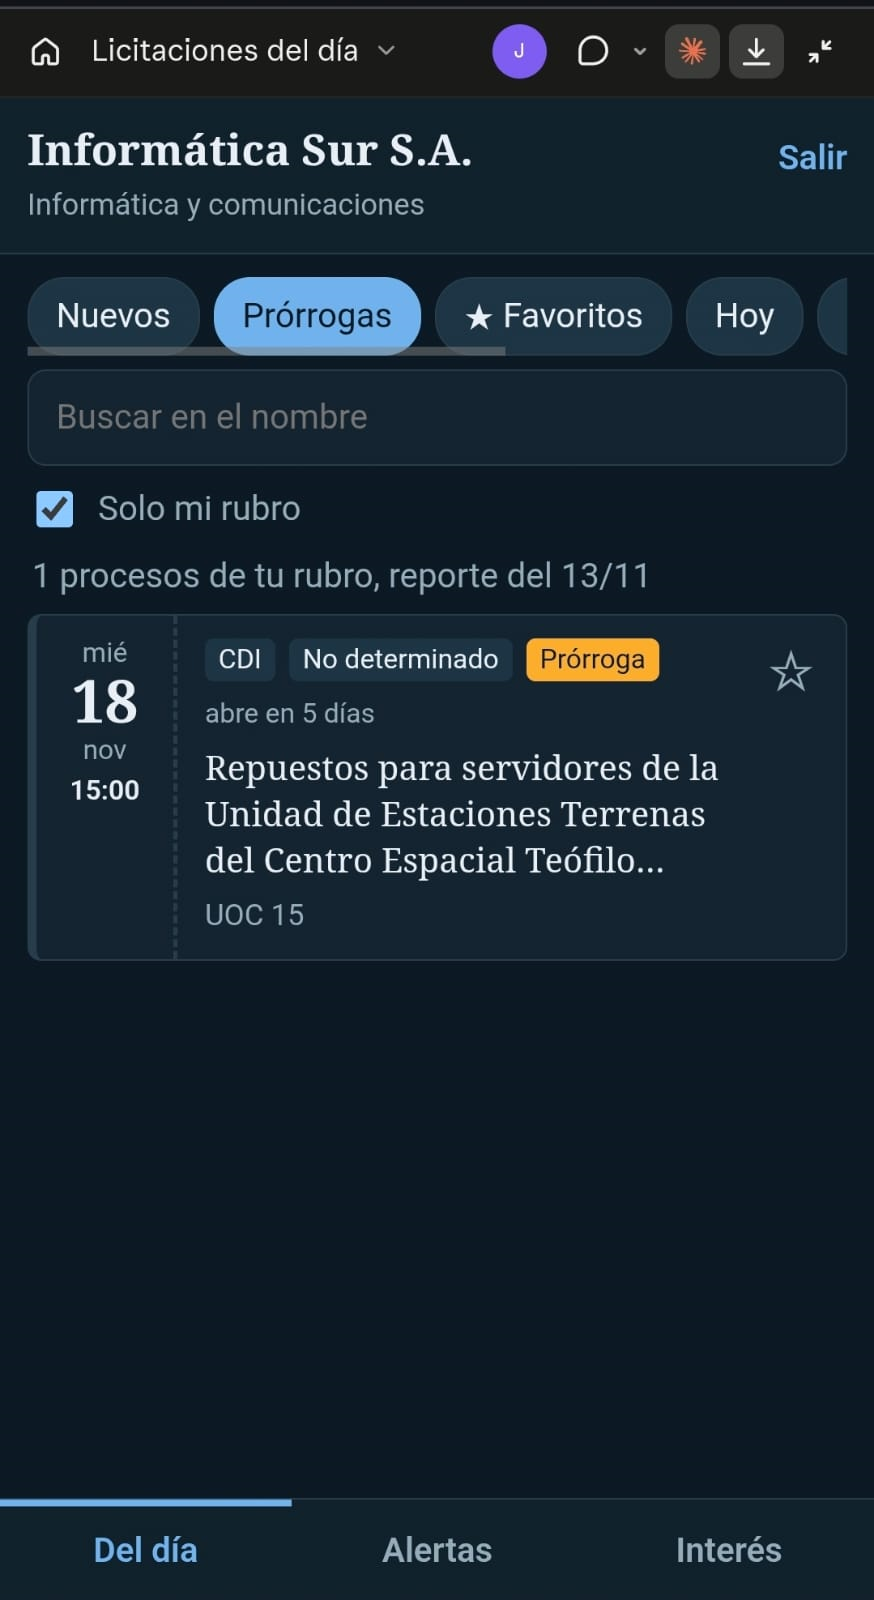 Licitaciones del día
J
Informática Sur S.A.
Salir
Informática y comunicaciones
Nuevos
Prórrogas
★ Favoritos
Hoy
Buscar en el nombre
Solo mi rubro
1 procesos de tu rubro, reporte del 13/11
mié
18
nov
15:00
CDI
No determinado
Prórroga
abre en 5 días
Repuestos para servidores de la
Unidad de Estaciones Terrenas
del Centro Espacial Teófilo...
UOC 15
Del día
Alertas
Interés